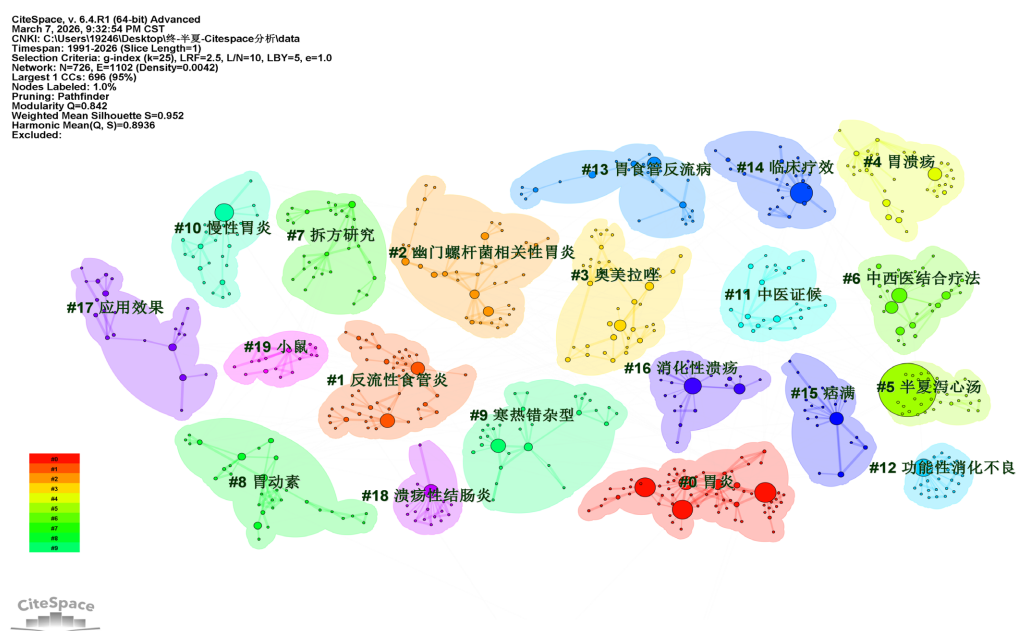 CiteSpace, v. 6.4.R1 (64-bit) Advanced
March 7, 2026, 9:32:54 PM CST
CNKI: C:\Users\19246\Desktop\终-半夏-Citespace分析\data
Timespan: 1991-2026 (Slice Length=1)
Selection Criteria: g-index (k=25), LRF=2.5, L/N=10, LBY=5, e=1.0
Network: N=726, E=1102 (Density=0.0042)
Largest 1 CCs: 696 (95%)
Nodes Labeled: 1.0%
Pruning: Pathfinder
Modularity Q=0.842
Weighted Mean Silhouette S=0.952
Harmonic Mean(Q, S)=0.8936
Excluded:
#13 胃食管反流病
#14 临床疗效
#4 胃溃疡
#10 慢性胃炎
#7 拆方研究
#2 幽门螺杆菌相关性胃炎
#3 奥美拉唑
#11 中医证候
#6 中西医结合疗法
#17 应用效果
#19 小鼠
#1 反流性食管炎
#16 消化性溃疡
#15 痞满
#5 半夏泻心汤
#9 寒热错杂型
#8 胃动素
#18 溃疡性结肠炎
#0 胃炎
#12 功能性消化不良
#0
#1
#2
#3
#4
#5
#6
#7
#8
#9
CiteSpace